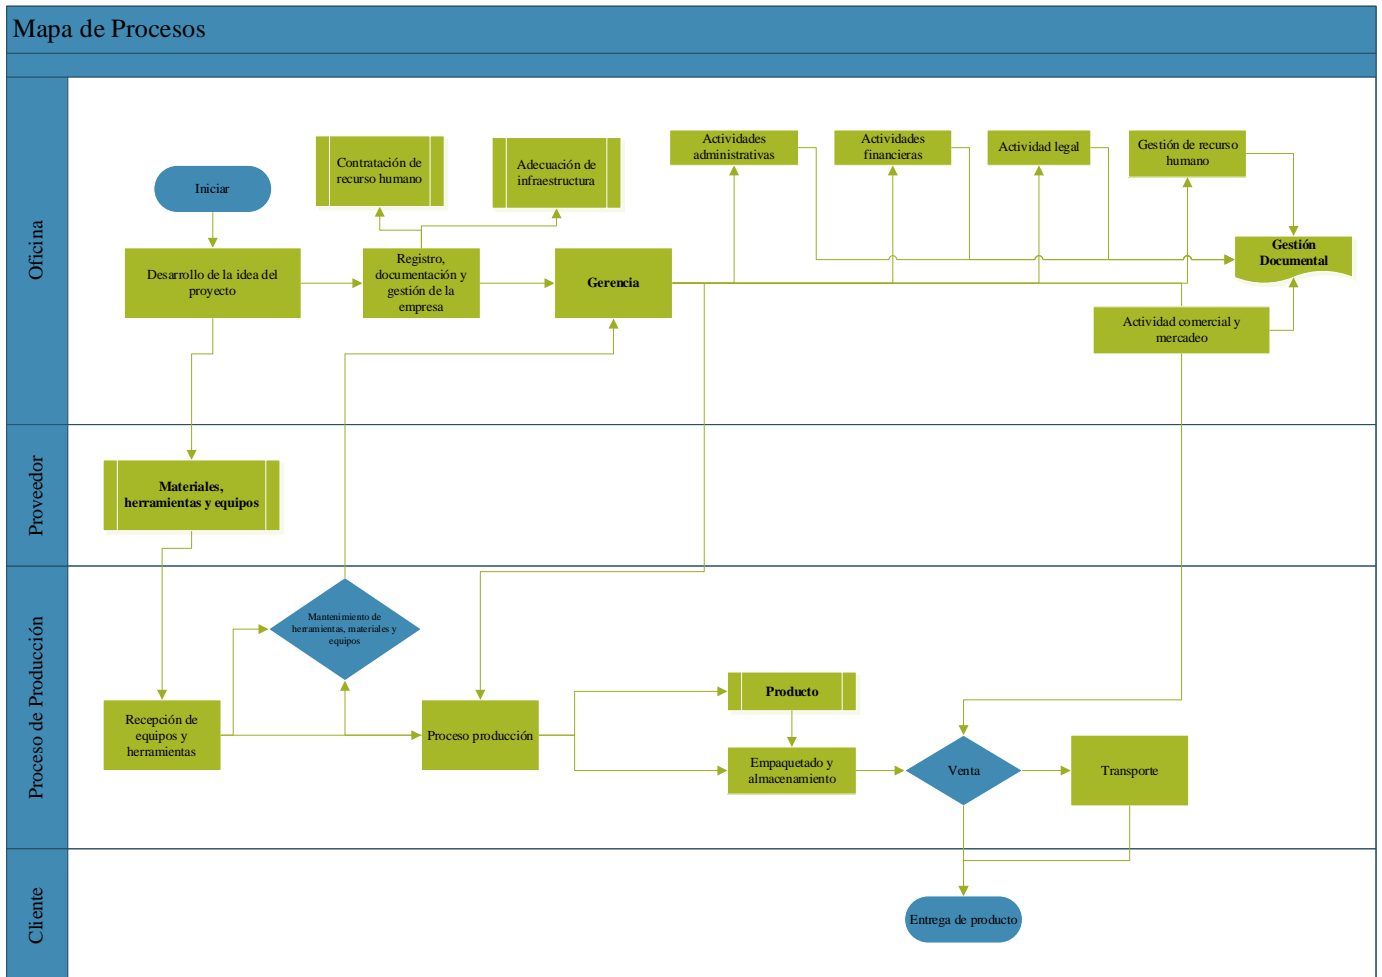 Mapa de Procesos
Oficina
Iniciar
Contratación de
recurso humano
Adecuación de
infraestructura
Actividades
administrativas
Actividades
financieras
Actividad legal
Gestión de recurso
humano
Desarrollo de la idea del
proyecto
Registro,
documentación y
gestión de la
empresa
Gerencia
Gestión
Documental
Actividad comercial y
mercadeo
Proveedor
Materiales,
herramientas y equipos
Proceso de Producción
Mantenimiento de
herramientas, materiales y
equipos
Recepción de
equipos y
herramientas
Proceso producción
Producto
Empaquetado y
almacenamiento
Venta
Transporte
Cliente
Entrega de producto